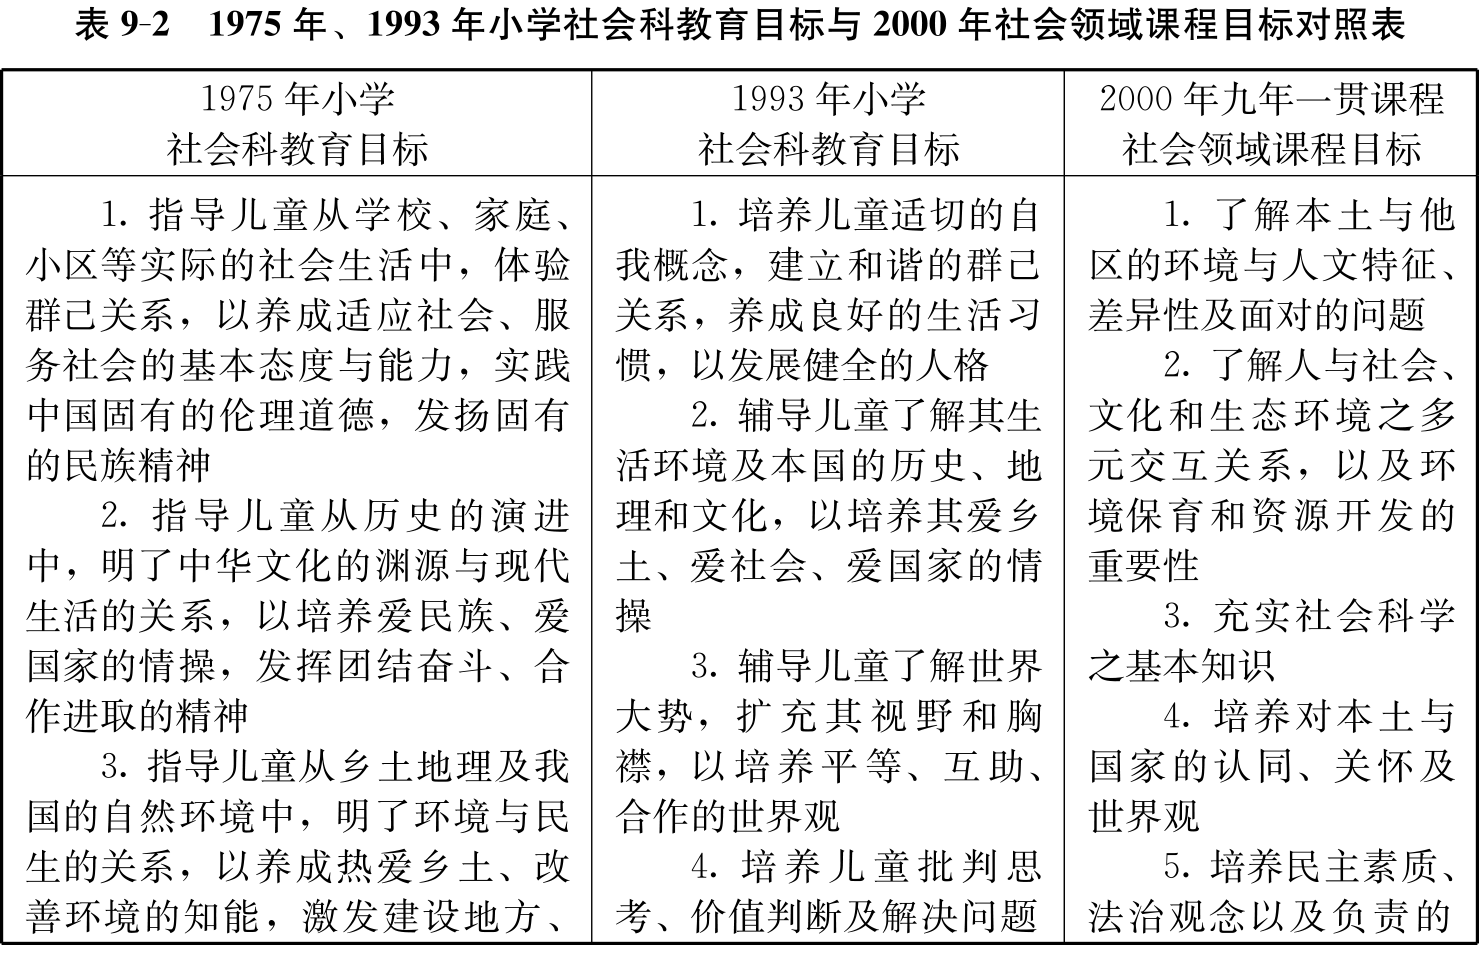 表 9-2 1975 年、1993 年小学社会科教育目标与 2000 年社会领域课程目标对照表
1975 年小学
社会科教育目标
1993 年小学
社会科教育目标
2000 年九年一贯课程
社会领域课程目标
1. 指导儿童从学校、家庭、
小区等实际的社会生活中，体验
群己关系，以养成适应社会、服
务社会的基本态度与能力，实践
中国固有的伦理道德，发扬固有
的民族精神
2. 指导儿童从历史的演进
中，明了中华文化的渊源与现代
生活的关系，以培养爱民族、爱
国家的情操，发挥团结奋斗、合
作进取的精神
3. 指导儿童从乡土地理及我
国的自然环境中，明了环境与民
生的关系，以养成热爱乡土、改
善环境的知能，激发建设地方、
1. 培养儿童适切的自
我概念，建立和谐的群己
关系，养成良好的生活习
惯，以发展健全的人格
2. 辅导儿童了解其生
活环境及本国的历史、地
理和文化，以培养其爱乡
土、爱社会、爱国家的情
操
3. 辅导儿童了解世界
大势，扩充其视野和胸
襟，以培养平等、互助、
合作的世界观
4. 培养儿童批判思
考、价值判断及解决问题
1. 了解本土与他
区的环境与人文特征、
差异性及面对的问题
2. 了解人与社会、
文化和生态环境之多
元交互关系，以及环
境保育和资源开发的
重要性
3. 充实社会科学
之基本知识
4. 培养对本土与
国家的认同、关怀及
世界观
5. 培养民主素质、
法治观念以及负责的